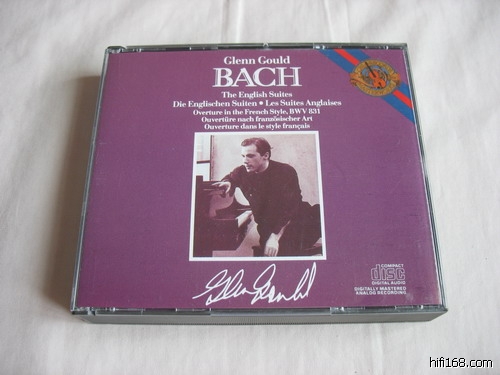 Glenn Gould
BACH
The English Suites
Die Englischen Suiten • Les Suites Anglaises
Overture in the French Style, BWV 831
Ouvertüre nach französischer Art
Ouverture dans le style français
Glenn Gould
COMPACT
disc
DIGITAL AUDIO
DIGITALLY MASTERED
ANALOG RECORDING
hifi168.com